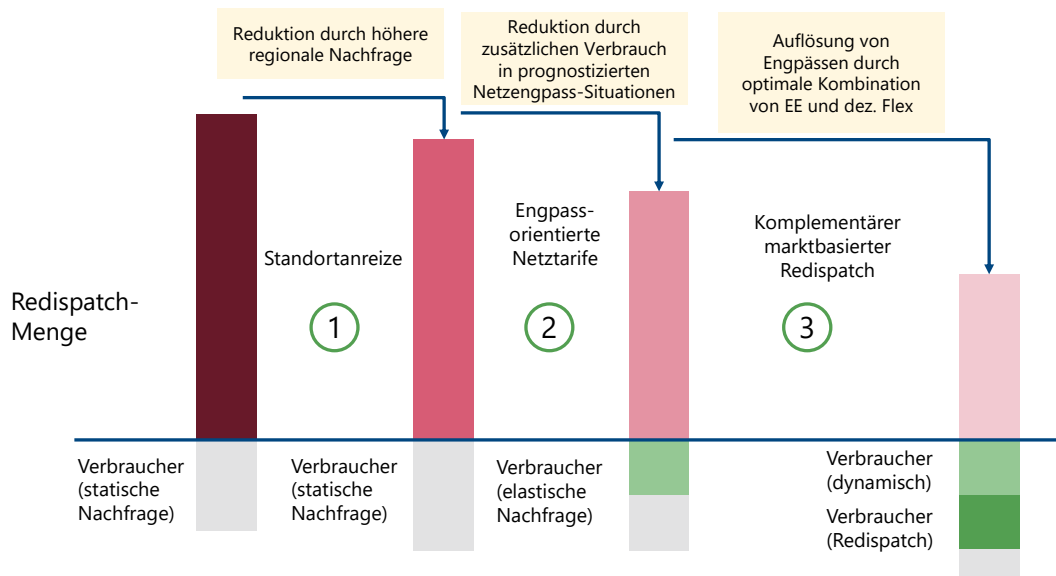 Reduktion durch höhere
regionale Nachfrage
Reduktion durch
zusätzlichen Verbrauch
in prognostizierten
Netzengpass-Situationen
Auflösung von
Engpässen durch
optimale Kombination
von EE und dez. Flex
Standortanreize
1
Engpass-
orientierte
Netztarife
2
Komplementärer
marktbasierter
Redispatch
3
Redispatch-
Menge
Verbraucher
(statische
Nachfrage)
Verbraucher
(statische
Nachfrage)
Verbraucher
(elastische
Nachfrage)
Verbraucher
(dynamisch)
Verbraucher
(Redispatch)